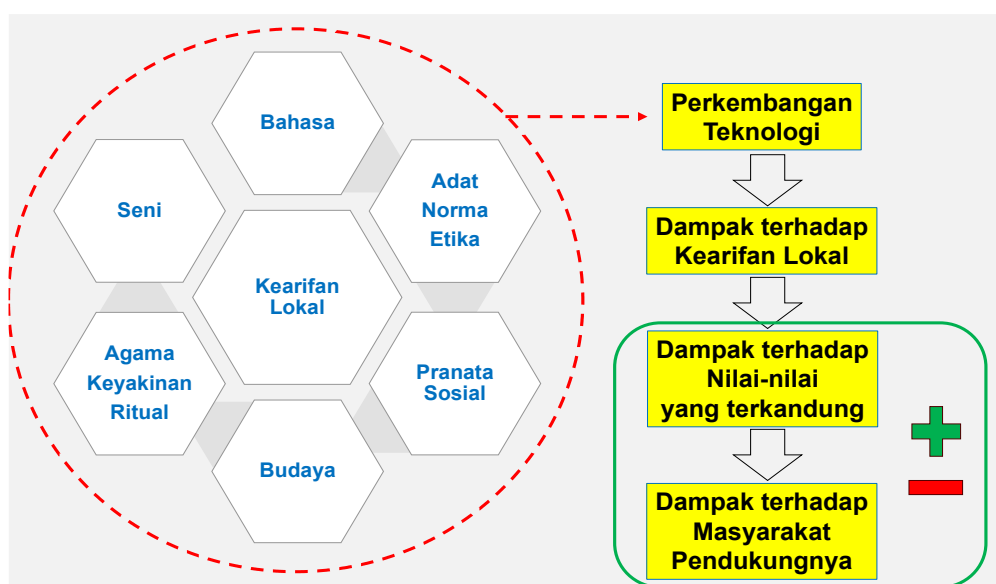 Bahasa
Adat
Norma
Etika
Seni
Kearifan
Lokal
Agama
Keyakinan
Ritual
Pranata
Sosial
Budaya
Perkembangan
Teknologi
Dampak terhadap
Kearifan Lokal
Dampak terhadap
Nilai-nilai
yang terkandung
Dampak terhadap
Masyarakat
Pendukungnya